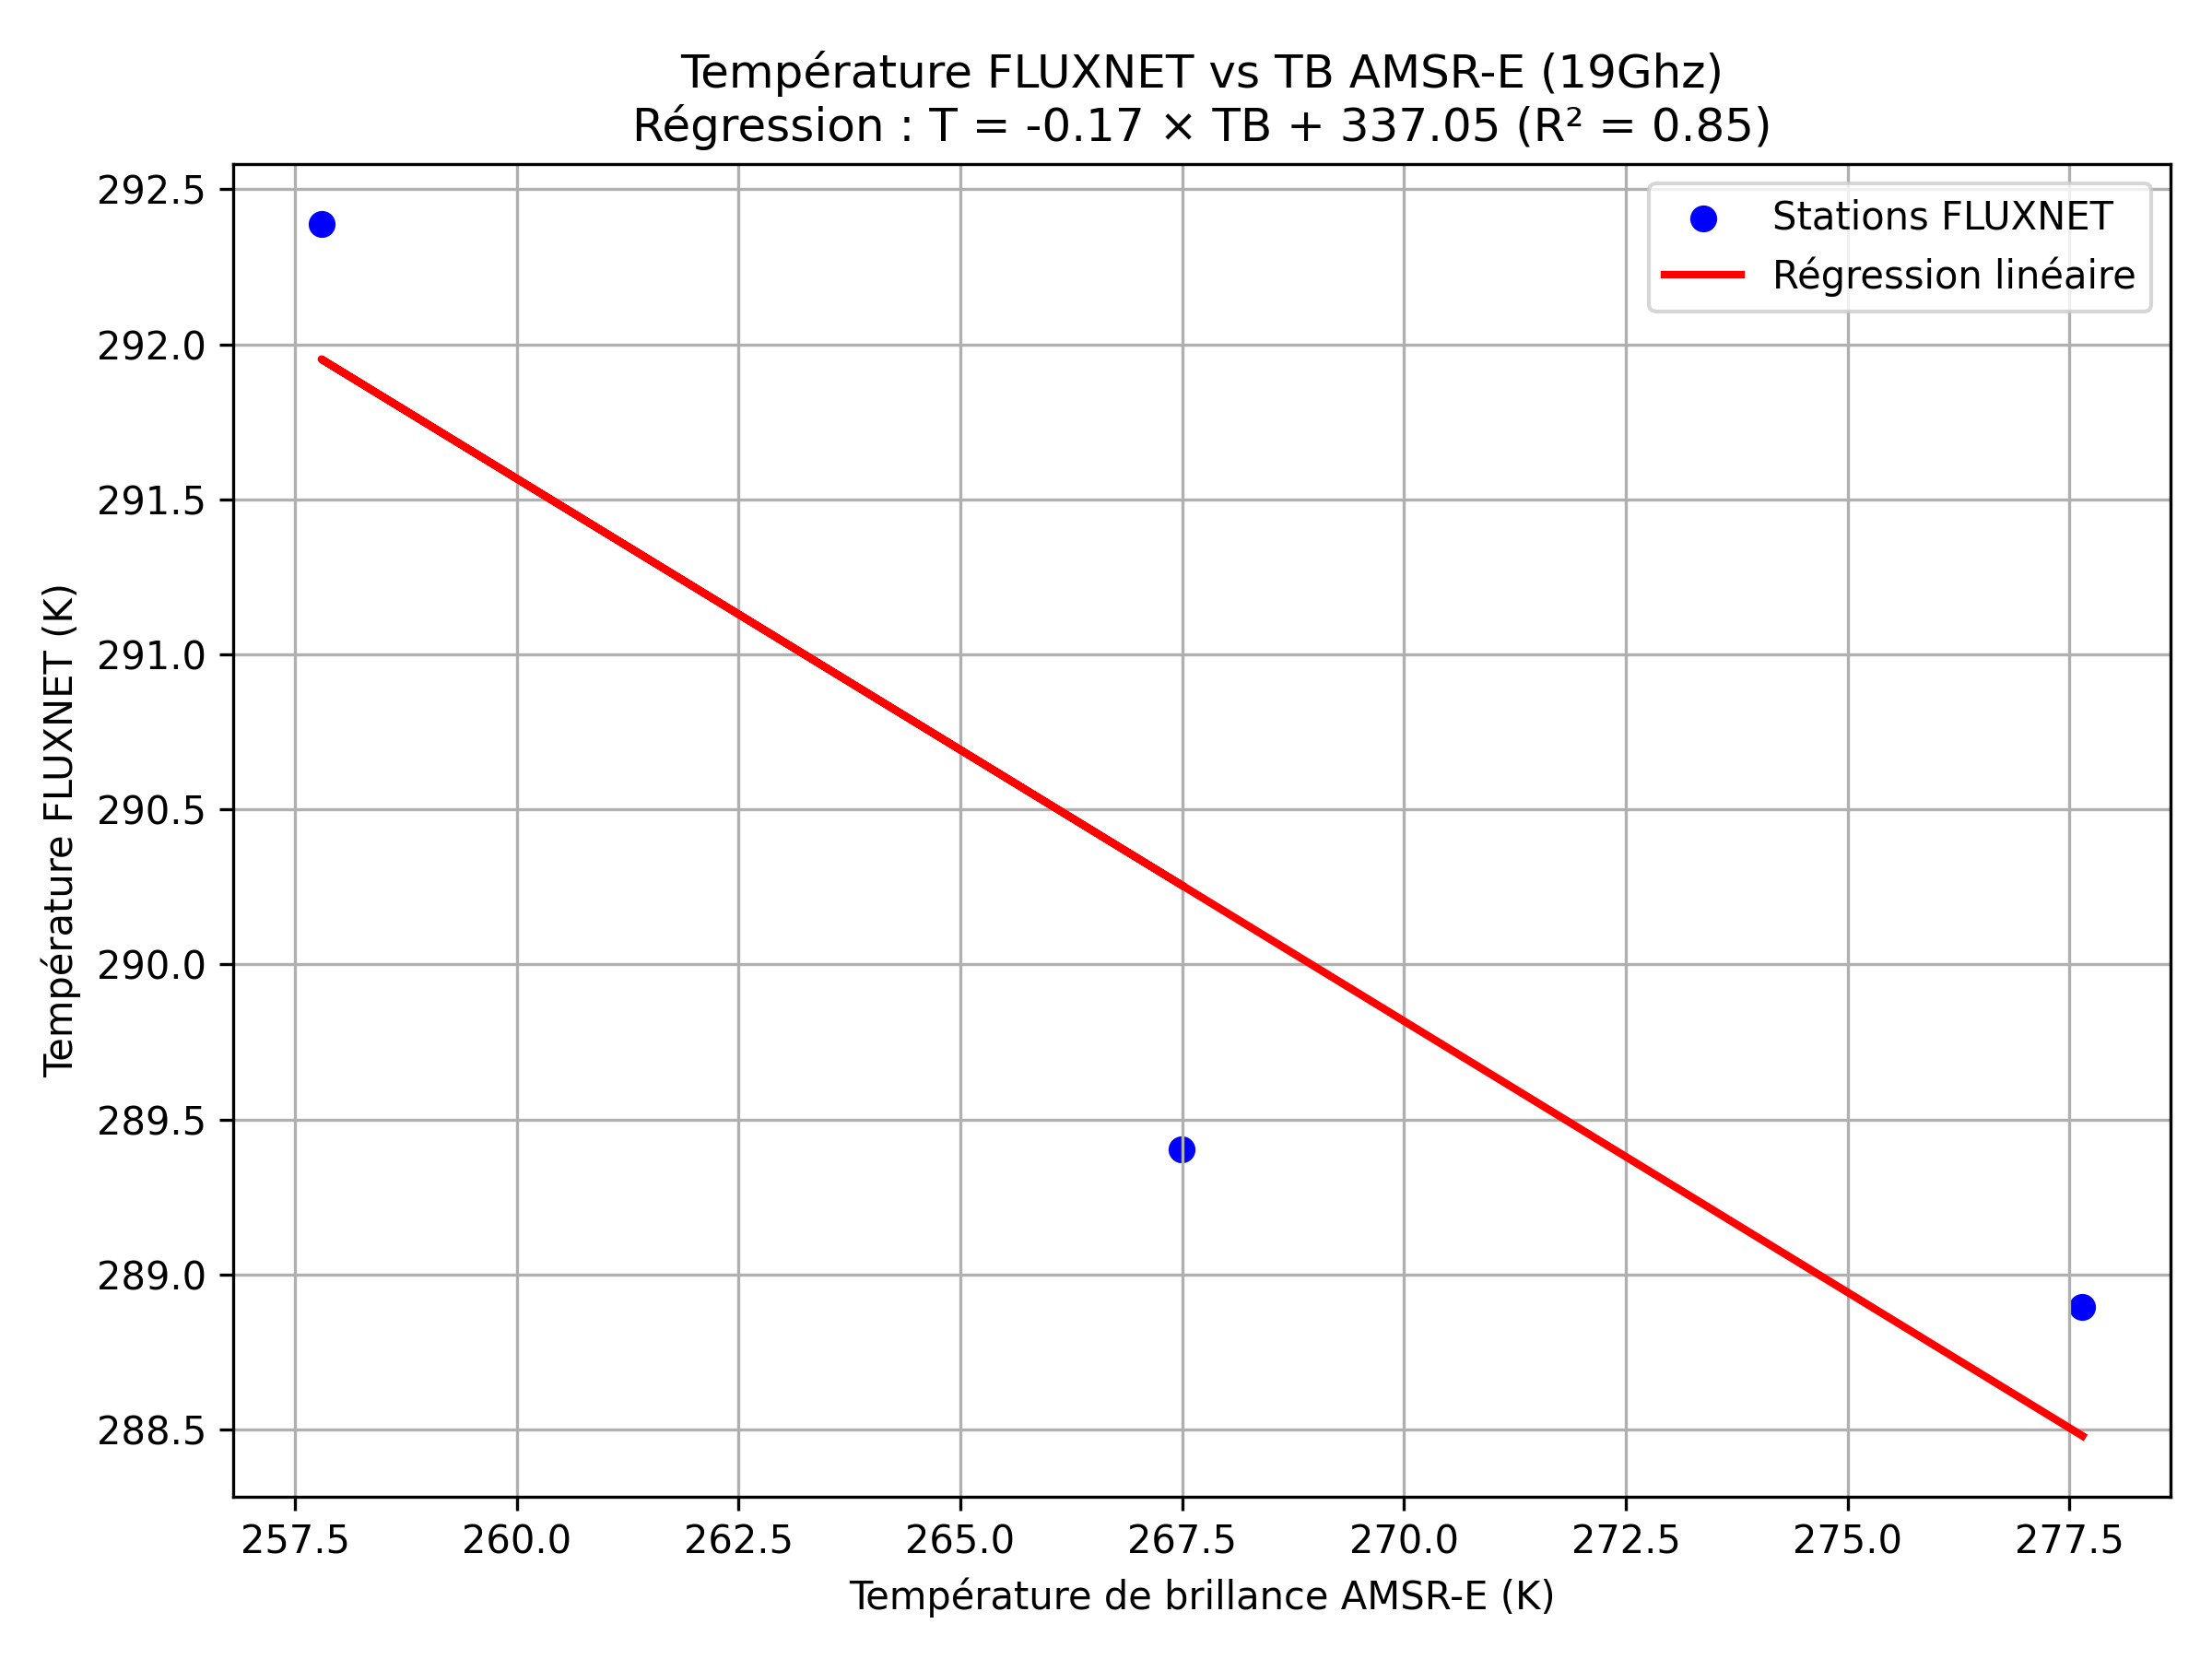 Température FLUXNET vs TB AMSR-E (19Ghz)
Régression : T = -0.17 × TB + 337.05 (R² = 0.85)
Stations FLUXNET
Régression linéaire
292.5
292.0
291.5
291.0
290.5
290.0
289.5
289.0
288.5
Température FLUXNET (K)
257.5 260.0 262.5 265.0 267.5 270.0 272.5 275.0 277.5
Température de brillance AMSR-E (K)